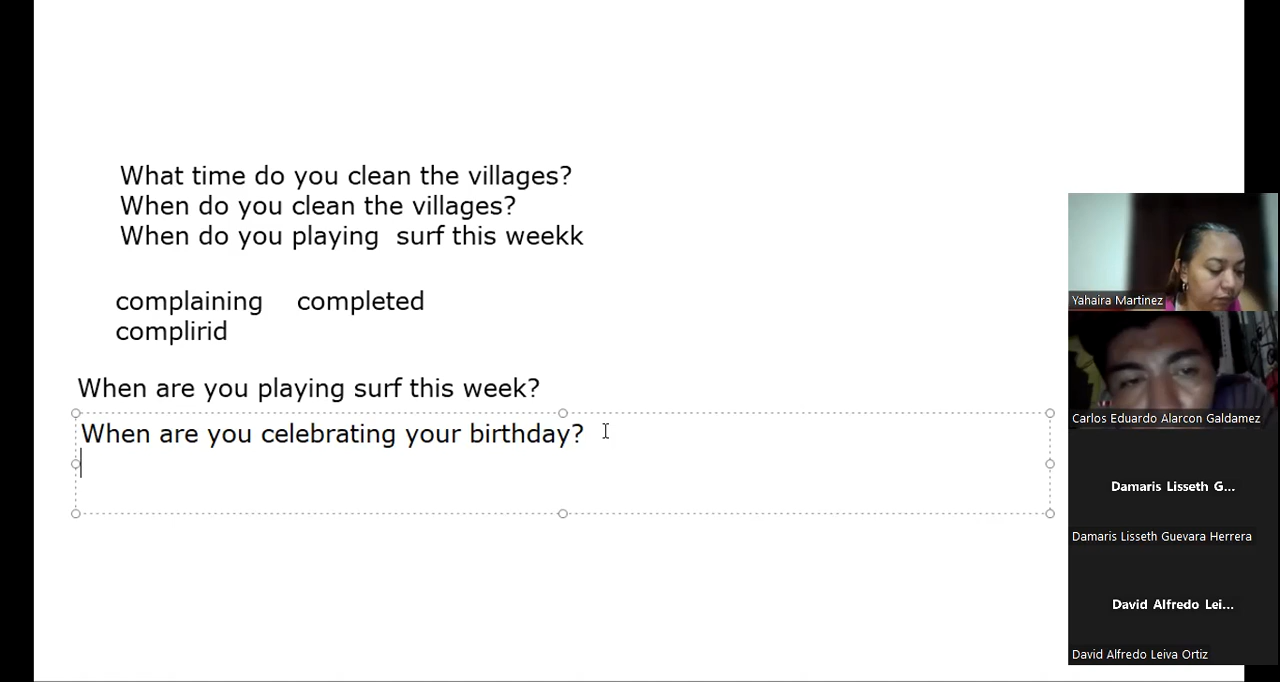 What time do you clean the villages?
When do you clean the villages?
When do you playing surf this weekk
complaining completed
complirid
When are you playing surf this week?
When are you celebrating your birthday?
Yahaira Martinez
Carlos Eduardo Alarcon Galdamez
Damaris Lisseth G...
Damaris Lisseth Guevara Herrera
David Alfredo Lei...
David Alfredo Leiva Ortiz